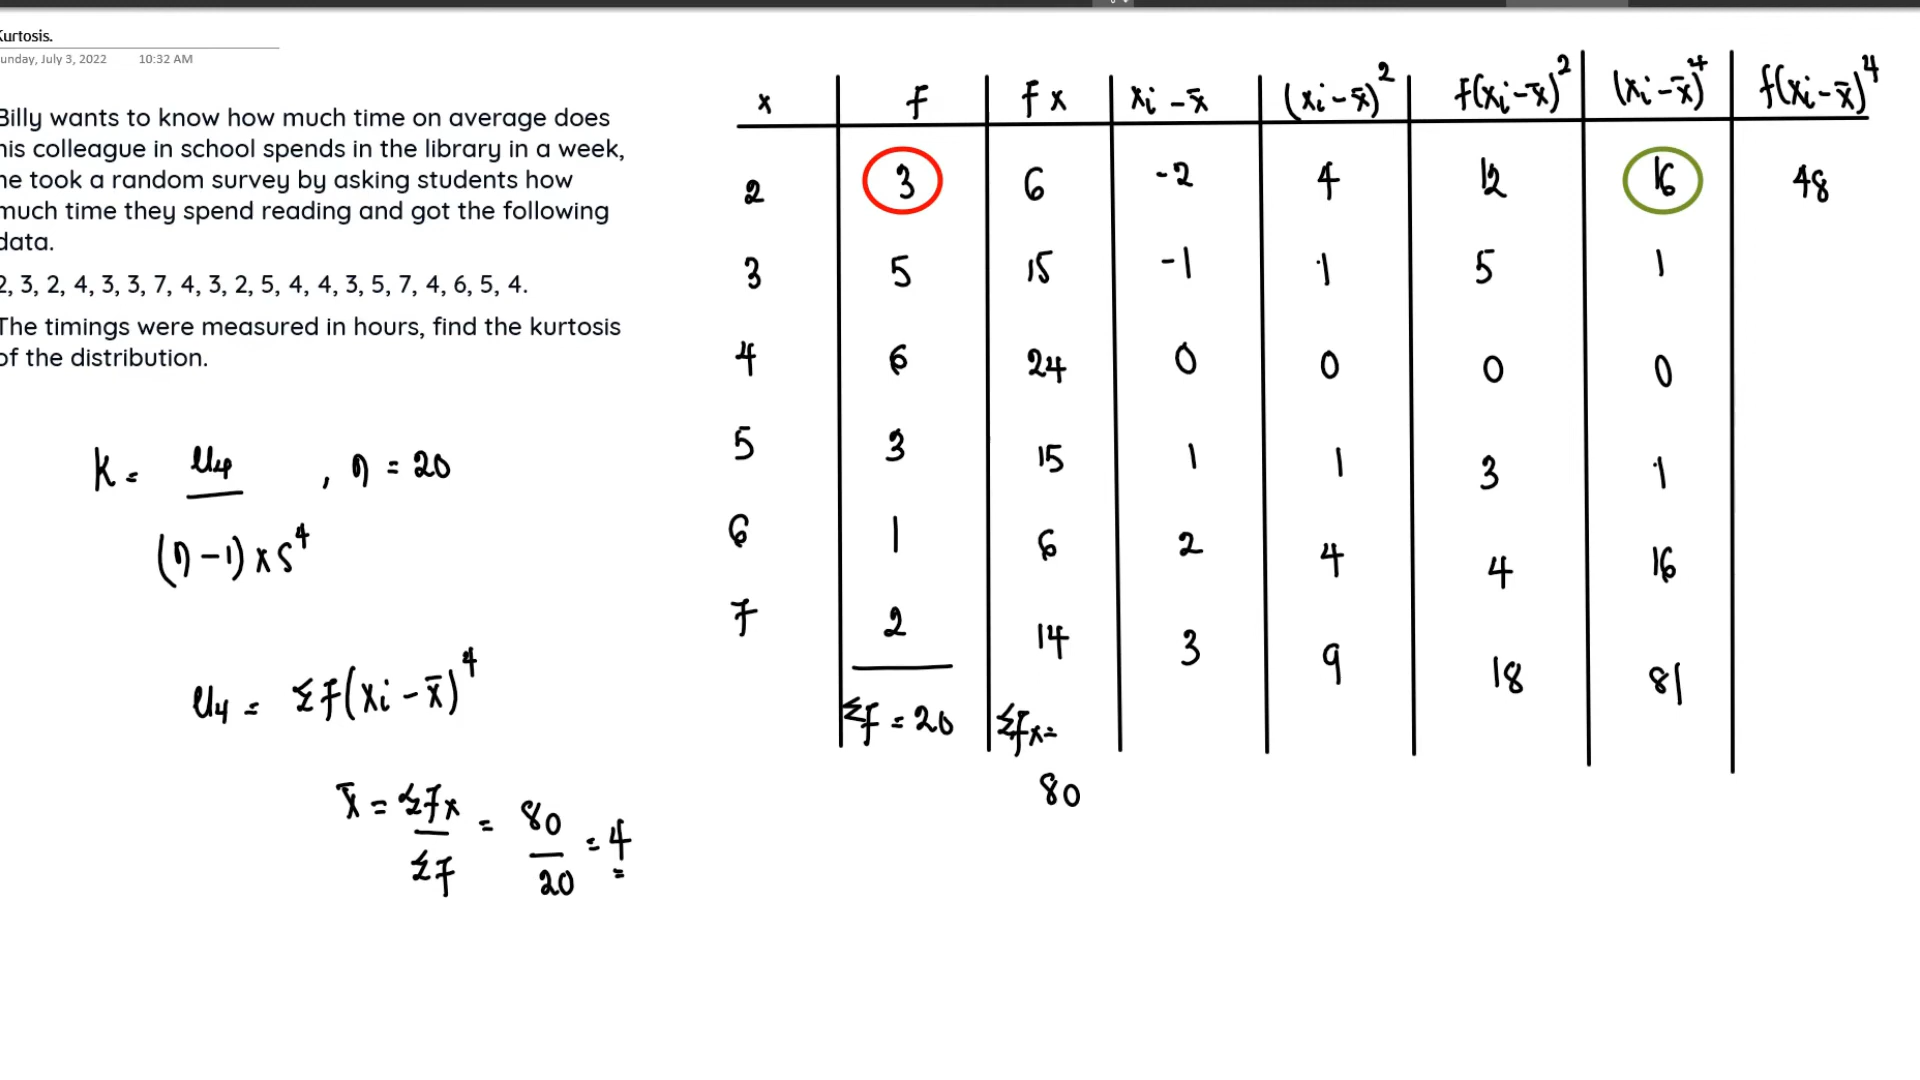 Kurtosis.
unday, July 3, 2022 10:32 AM
Billy wants to know how much time on average does
his colleague in school spends in the library in a week,
he took a random survey by asking students how
much time they spend reading and got the following
data.
2, 3, 2, 4, 3, 3, 7, 4, 3, 2, 5, 4, 4, 3, 5, 7, 4, 6, 5, 4.
The timings were measured in hours, find the kurtosis
of the distribution.
K = u₄ / (η-1) x s⁴ , η = 20
u₄ = Σf(xi - x̄)⁴
x̄ = Σfx / Σf = 80 / 20 = 4
x f fx xi - x̄ (xi - x̄)² f(xi - x̄)² (xi - x̄)⁴ f(xi - x̄)⁴
2 3 6 -2 4 12 16 48
3 5 15 -1 1 5 1
4 6 24 0 0 0 0
5 3 15 1 1 3 1
6 1 6 2 4 4 16
7 2 14 3 9 18 81
Σf = 20 Σfx =
80